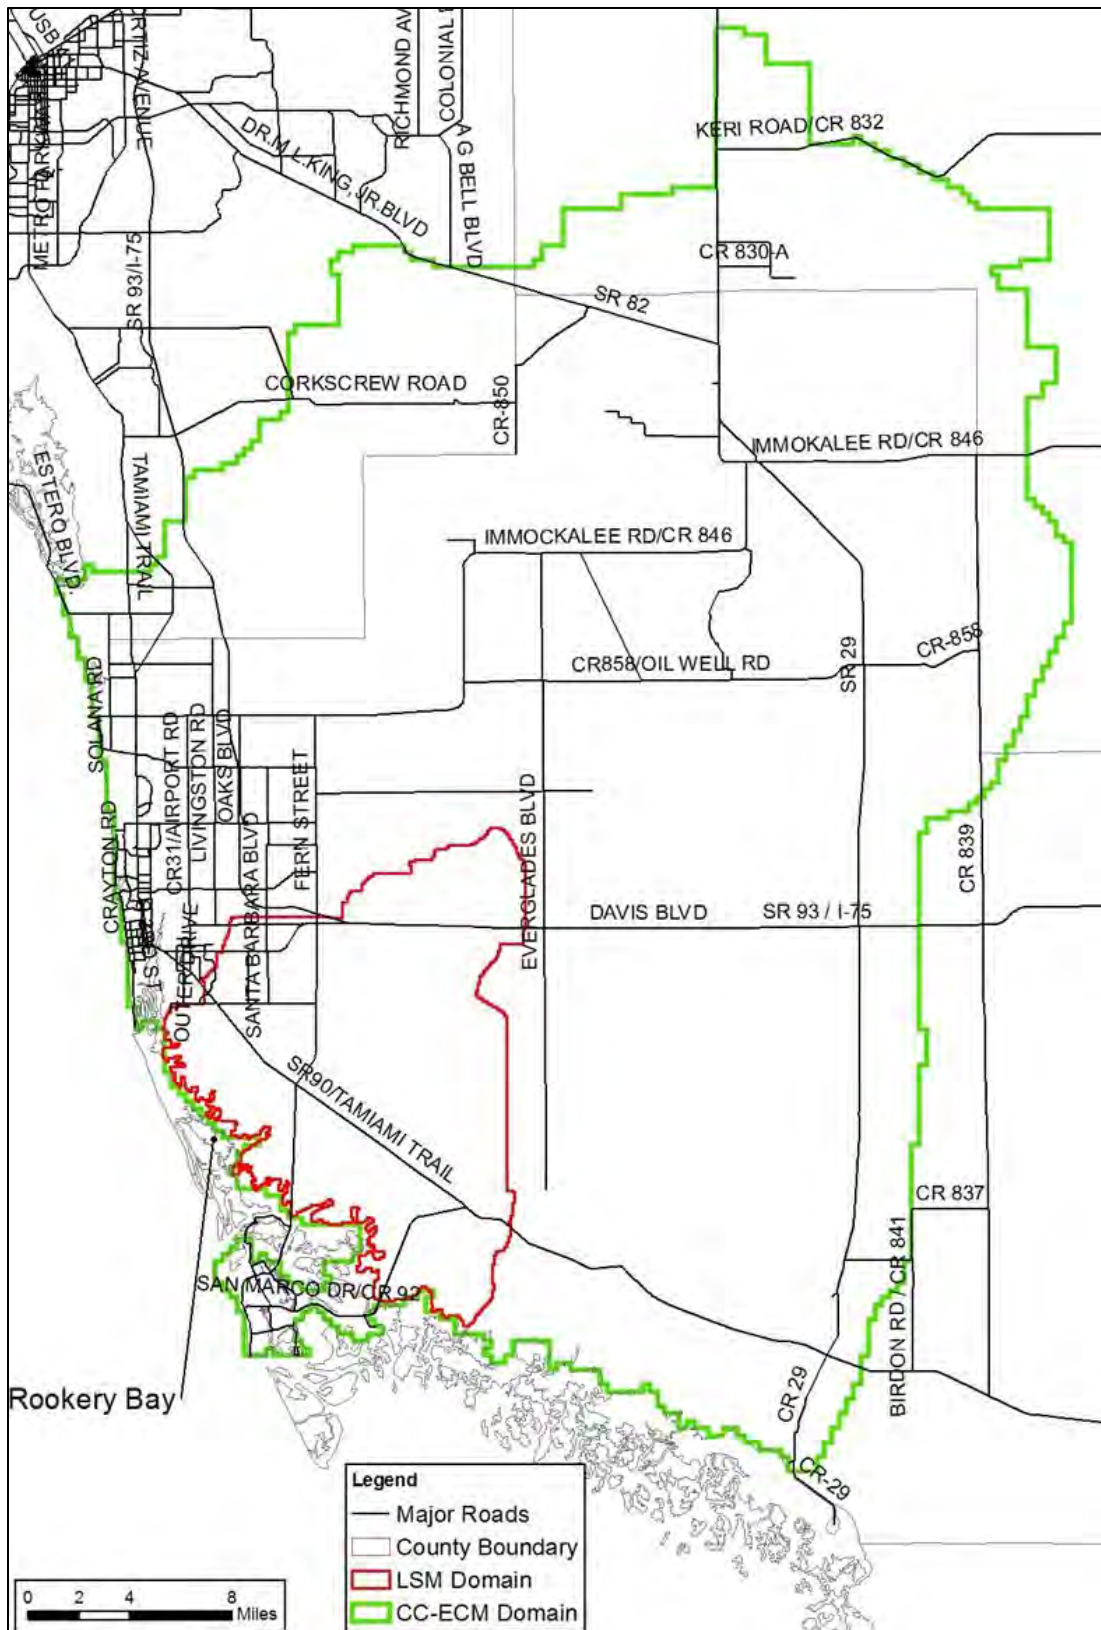 USB
ORTIZ AVENUE
METRO PARKWAY
RICHMOND AV
COLONIAL
DR.M L.KING, JR.BLVD
A G BELL BLVD
KERI ROAD/CR 832
CR 830-A
SR 93/I-75
SR 82
CORKSCREW ROAD
CR-850
IMMOKALEE RD/CR 846
ESTERO BLVD.
TAMIAMI TRAIL
IMMOCKALEE RD/CR 846
SR 29
CR-858
CR858/OIL WELL RD
SOLANA RD
CR31/AIRPORT RD
LIVINGSTON RD
OAKS BLVD
FERN STREET
EVERGLADES BLVD
CRAYTON RD
SANTA BARBARA BLVD
CR 839
OUTER DRIVE
DAVIS BLVD
SR 93 / I-75
SR90/TAMIAMI TRAIL
CR 837
BIRDON RD / CR 841
SAN MARCO DR/CR 92
Rookery Bay
CR 29
CR-29
Legend
Major Roads
County Boundary
LSM Domain
CC-ECM Domain
0 2 4 8
Miles